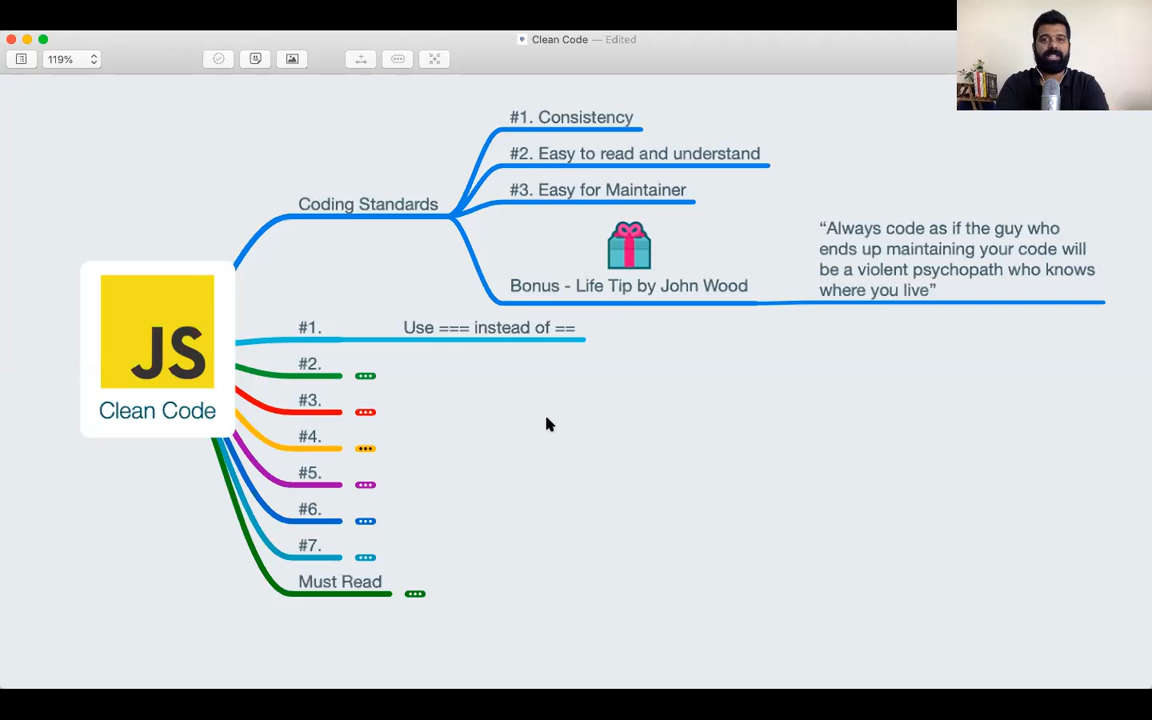 Clean Code — Edited
119%
#1. Consistency
#2. Easy to read and understand
#3. Easy for Maintainer
Coding Standards
Bonus - Life Tip by John Wood
“Always code as if the guy who
ends up maintaining your code will
be a violent psychopath who knows
where you live”
JS
Clean Code
#1. Use === instead of ==
#2.
#3.
#4.
#5.
#6.
#7.
Must Read